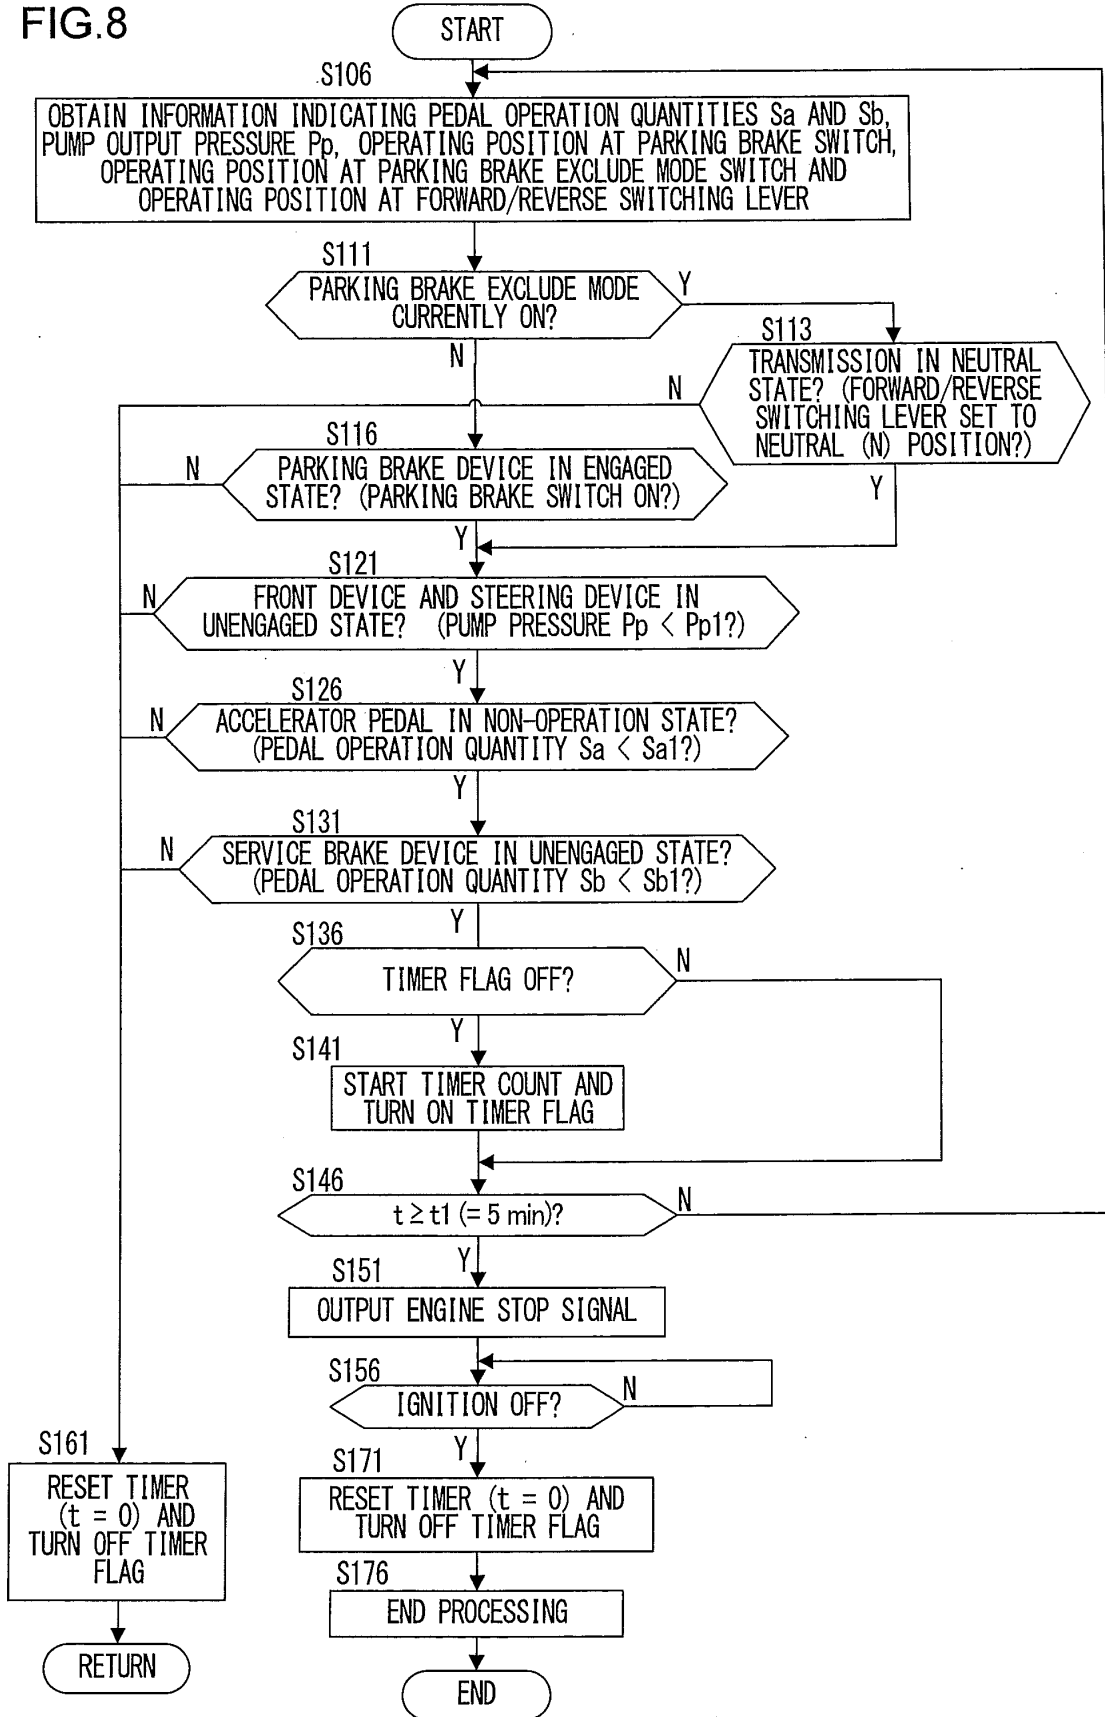 FIG.8
START
S106
OBTAIN INFORMATION INDICATING PEDAL OPERATION QUANTITIES Sa AND Sb,
PUMP OUTPUT PRESSURE Pp, OPERATING POSITION AT PARKING BRAKE SWITCH,
OPERATING POSITION AT PARKING BRAKE EXCLUDE MODE SWITCH AND
OPERATING POSITION AT FORWARD/REVERSE SWITCHING LEVER
S111
PARKING BRAKE EXCLUDE MODE
CURRENTLY ON?
Y
N
S113
TRANSMISSION IN NEUTRAL
STATE? (FORWARD/REVERSE
SWITCHING LEVER SET TO
NEUTRAL (N) POSITION?)
N
Y
S116
PARKING BRAKE DEVICE IN ENGAGED
STATE? (PARKING BRAKE SWITCH ON?)
N
Y
S121
FRONT DEVICE AND STEERING DEVICE IN
UNENGAGED STATE? (PUMP PRESSURE Pp < Pp1?)
N
Y
S126
ACCELERATOR PEDAL IN NON-OPERATION STATE?
(PEDAL OPERATION QUANTITY Sa < Sa1?)
N
Y
S131
SERVICE BRAKE DEVICE IN UNENGAGED STATE?
(PEDAL OPERATION QUANTITY Sb < Sb1?)
N
Y
S136
TIMER FLAG OFF?
N
Y
S141
START TIMER COUNT AND
TURN ON TIMER FLAG
S146
t ≥ t1 (= 5 min)?
N
Y
S151
OUTPUT ENGINE STOP SIGNAL
S156
IGNITION OFF?
N
Y
S161
RESET TIMER
(t = 0) AND
TURN OFF TIMER
FLAG
RETURN
S171
RESET TIMER (t = 0) AND
TURN OFF TIMER FLAG
S176
END PROCESSING
END